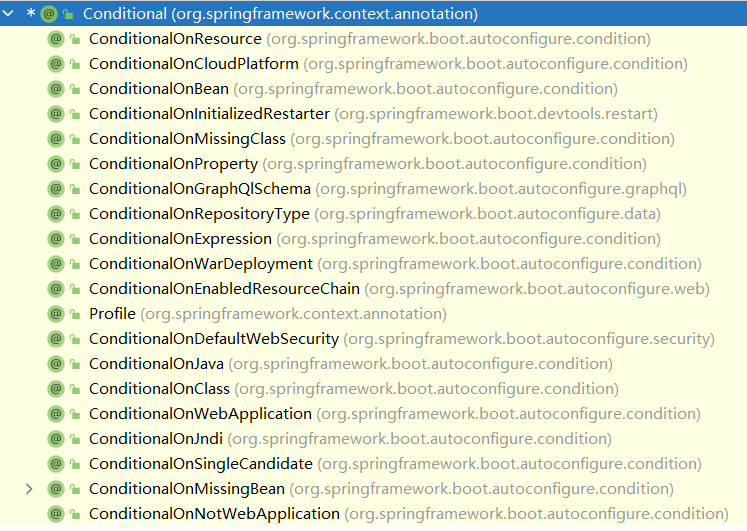 * @ Conditional (org.springframework.context.annotation)
@ ConditionalOnResource (org.springframework.boot.autoconfigure.condition)
@ ConditionalOnCloudPlatform (org.springframework.boot.autoconfigure.condition)
@ ConditionalOnBean (org.springframework.boot.autoconfigure.condition)
@ ConditionalOnInitializedRestarter (org.springframework.boot.devtools.restart)
@ ConditionalOnMissingClass (org.springframework.boot.autoconfigure.condition)
@ ConditionalOnProperty (org.springframework.boot.autoconfigure.condition)
@ ConditionalOnGraphQlSchema (org.springframework.boot.autoconfigure.graphql)
@ ConditionalOnRepositoryType (org.springframework.boot.autoconfigure.data)
@ ConditionalOnExpression (org.springframework.boot.autoconfigure.condition)
@ ConditionalOnWarDeployment (org.springframework.boot.autoconfigure.condition)
@ ConditionalOnEnabledResourceChain (org.springframework.boot.autoconfigure.web)
@ Profile (org.springframework.context.annotation)
@ ConditionalOnDefaultWebSecurity (org.springframework.boot.autoconfigure.security)
@ ConditionalOnJava (org.springframework.boot.autoconfigure.condition)
@ ConditionalOnClass (org.springframework.boot.autoconfigure.condition)
@ ConditionalOnWebApplication (org.springframework.boot.autoconfigure.condition)
@ ConditionalOnJndi (org.springframework.boot.autoconfigure.condition)
@ ConditionalOnSingleCandidate (org.springframework.boot.autoconfigure.condition)
@ ConditionalOnMissingBean (org.springframework.boot.autoconfigure.condition)
@ ConditionalOnNotWebApplication (org.springframework.boot.autoconfigure.condition)